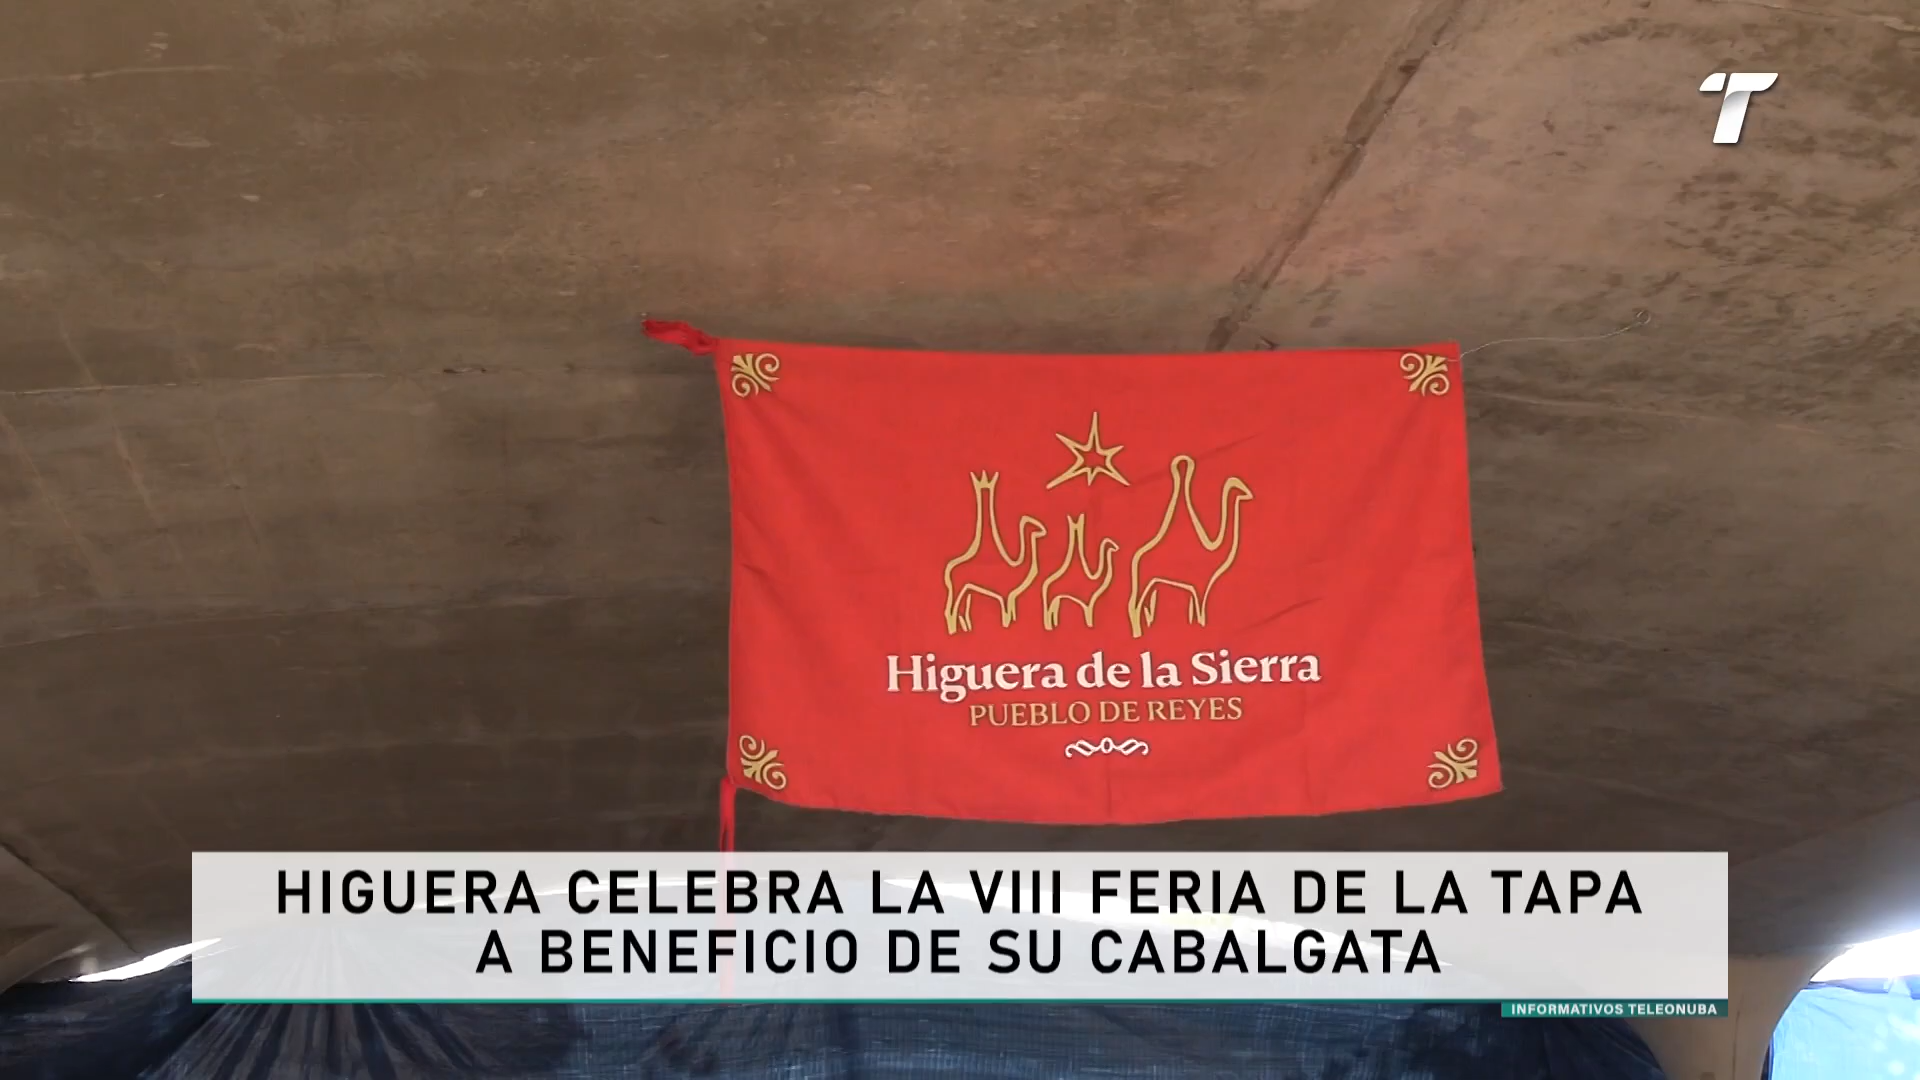 Higuera de la Sierra
PUEBLO DE REYES
HIGUERA CELEBRA LA VIII FERIA DE LA TAPA
A BENEFICIO DE SU CABALGATA
INFORMATIVOS TELEONUBA